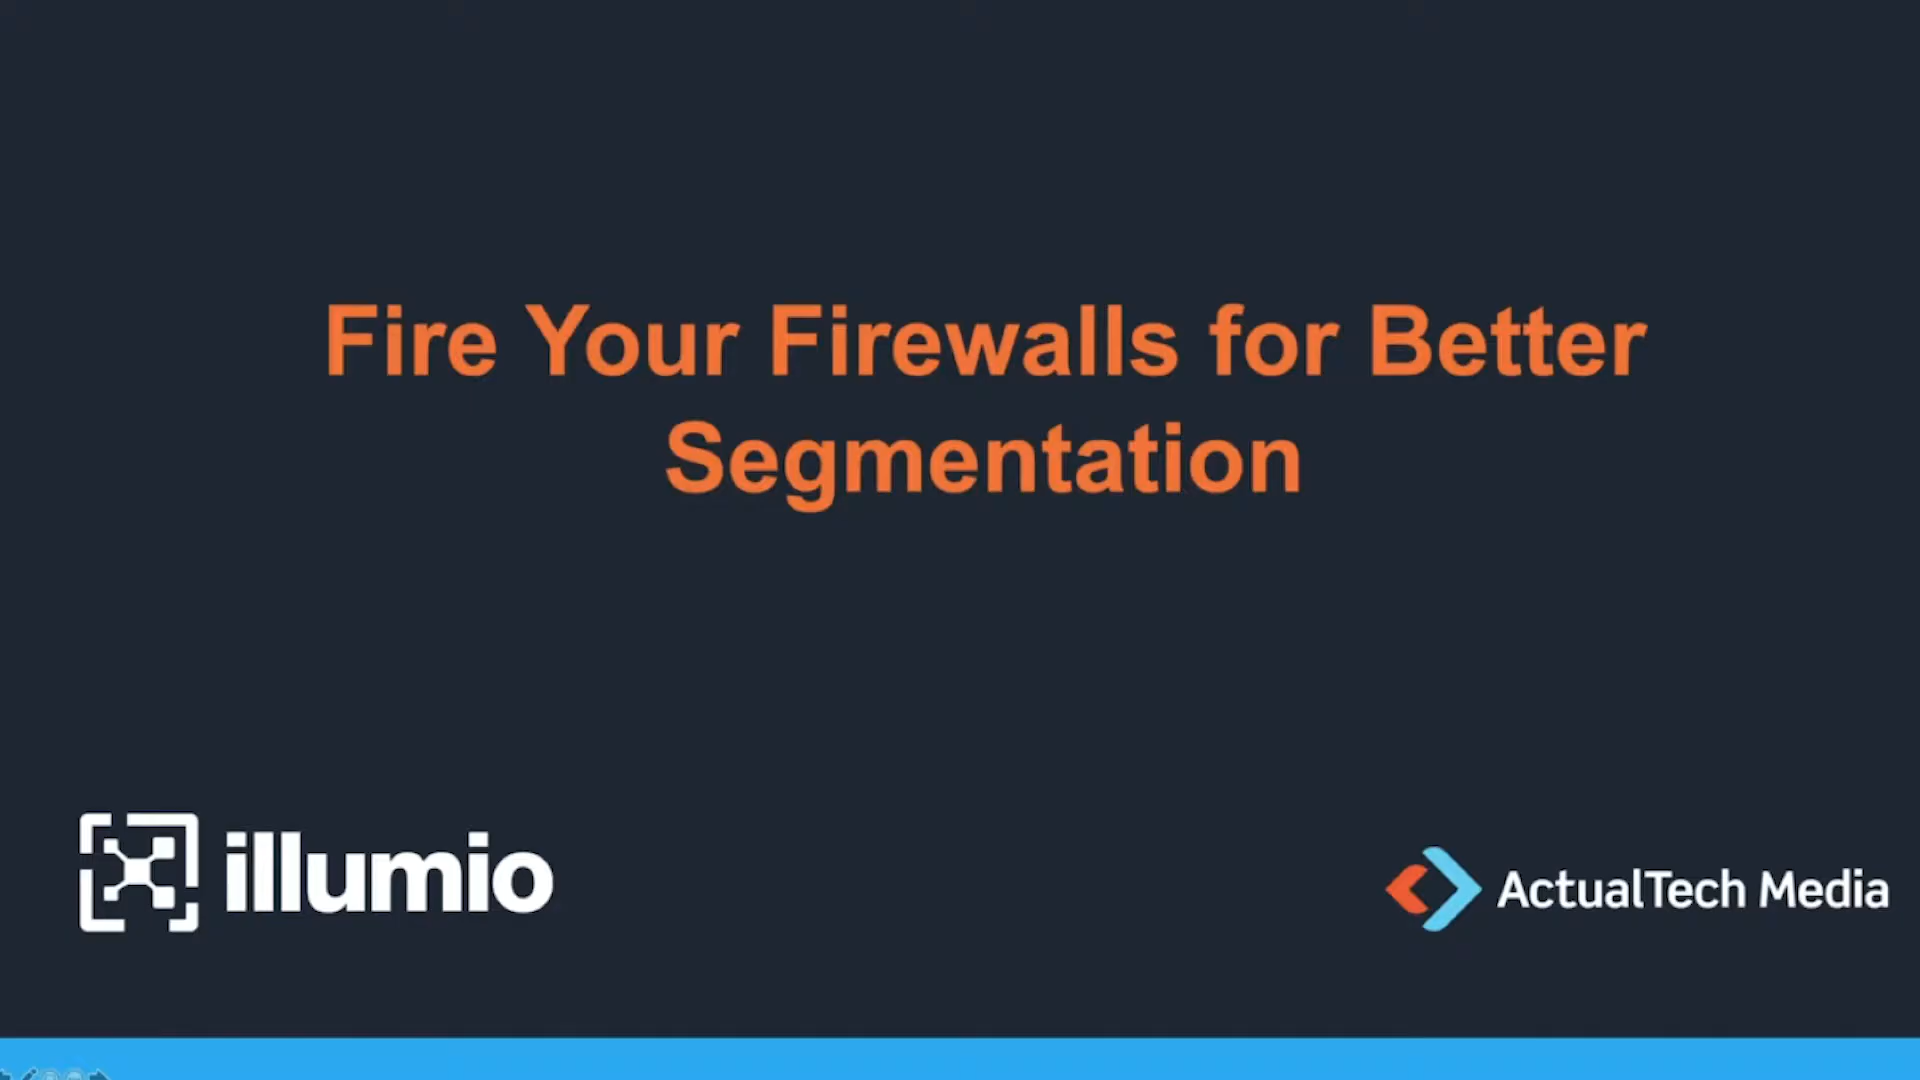 Fire Your Firewalls for Better
Segmentation
illumio
ActualTech Media